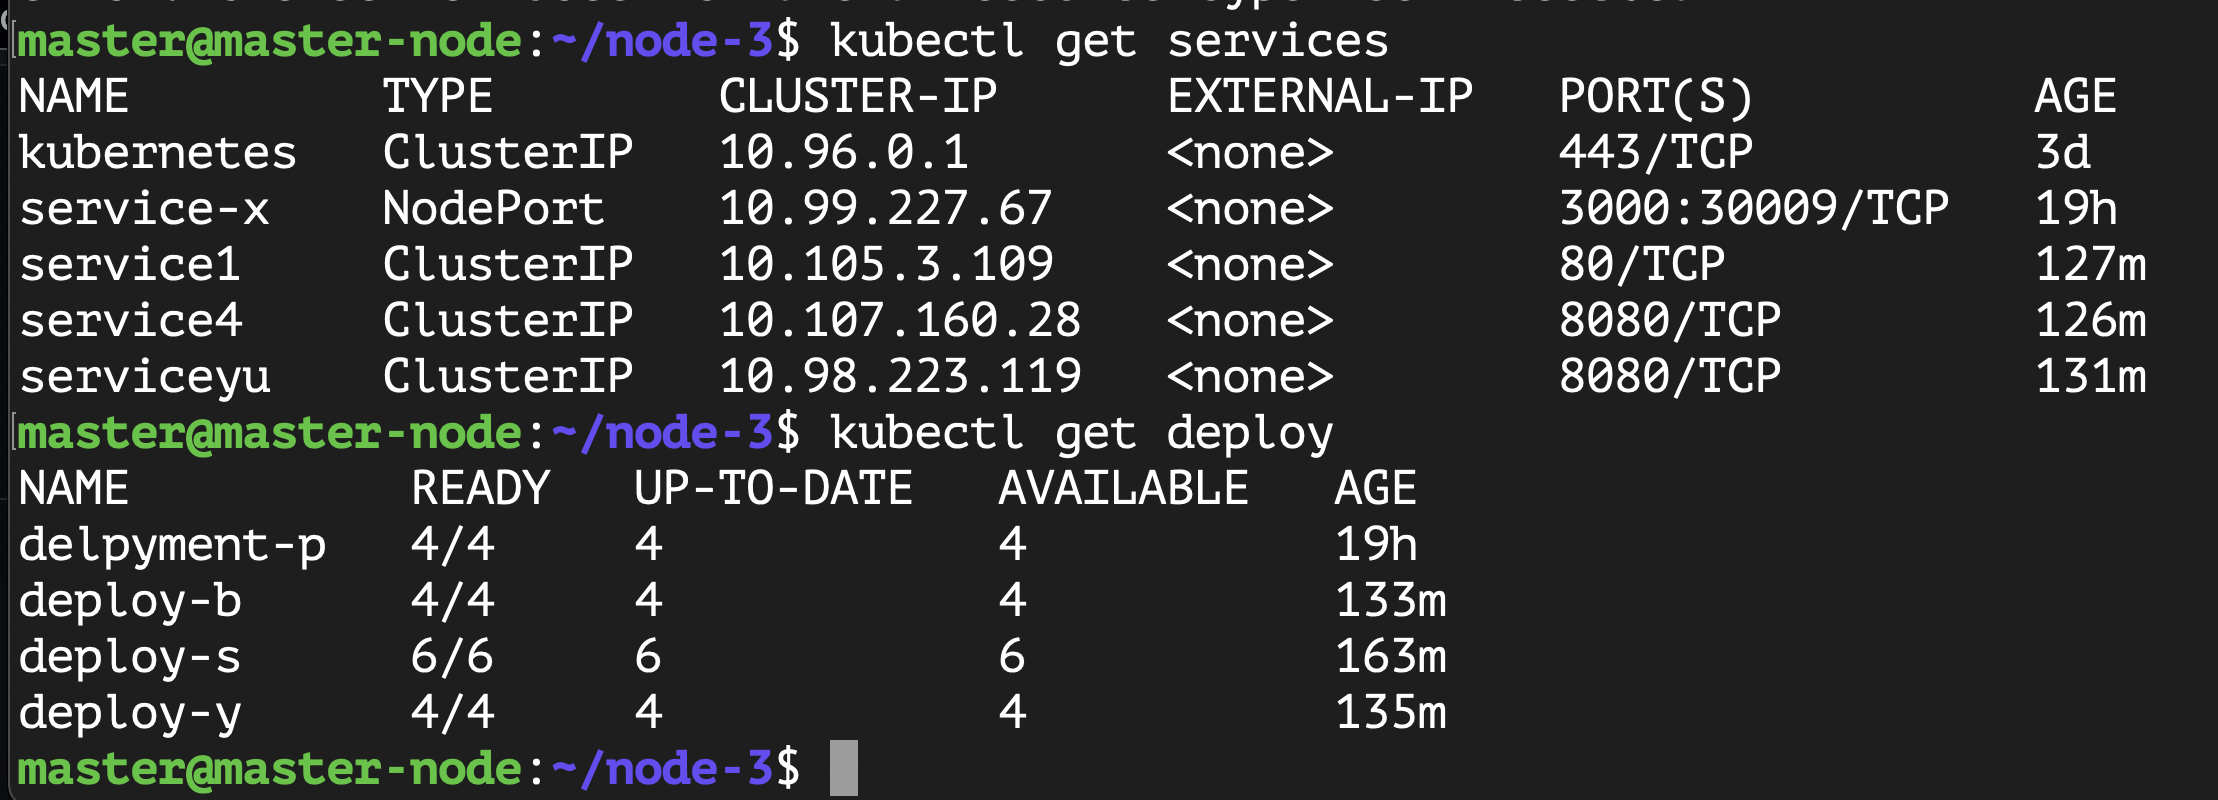 master@master-node:~/node-3$ kubectl get services
NAME TYPE CLUSTER-IP EXTERNAL-IP PORT(S) AGE
kubernetes ClusterIP 10.96.0.1 <none> 443/TCP 3d
service-x NodePort 10.99.227.67 <none> 3000:30009/TCP 19h
service1 ClusterIP 10.105.3.109 <none> 80/TCP 127m
service4 ClusterIP 10.107.160.28 <none> 8080/TCP 126m
serviceyu ClusterIP 10.98.223.119 <none> 8080/TCP 131m
master@master-node:~/node-3$ kubectl get deploy
NAME READY UP-TO-DATE AVAILABLE AGE
delpyment-p 4/4 4 4 19h
deploy-b 4/4 4 4 133m
deploy-s 6/6 6 6 163m
deploy-y 4/4 4 4 135m
master@master-node:~/node-3$